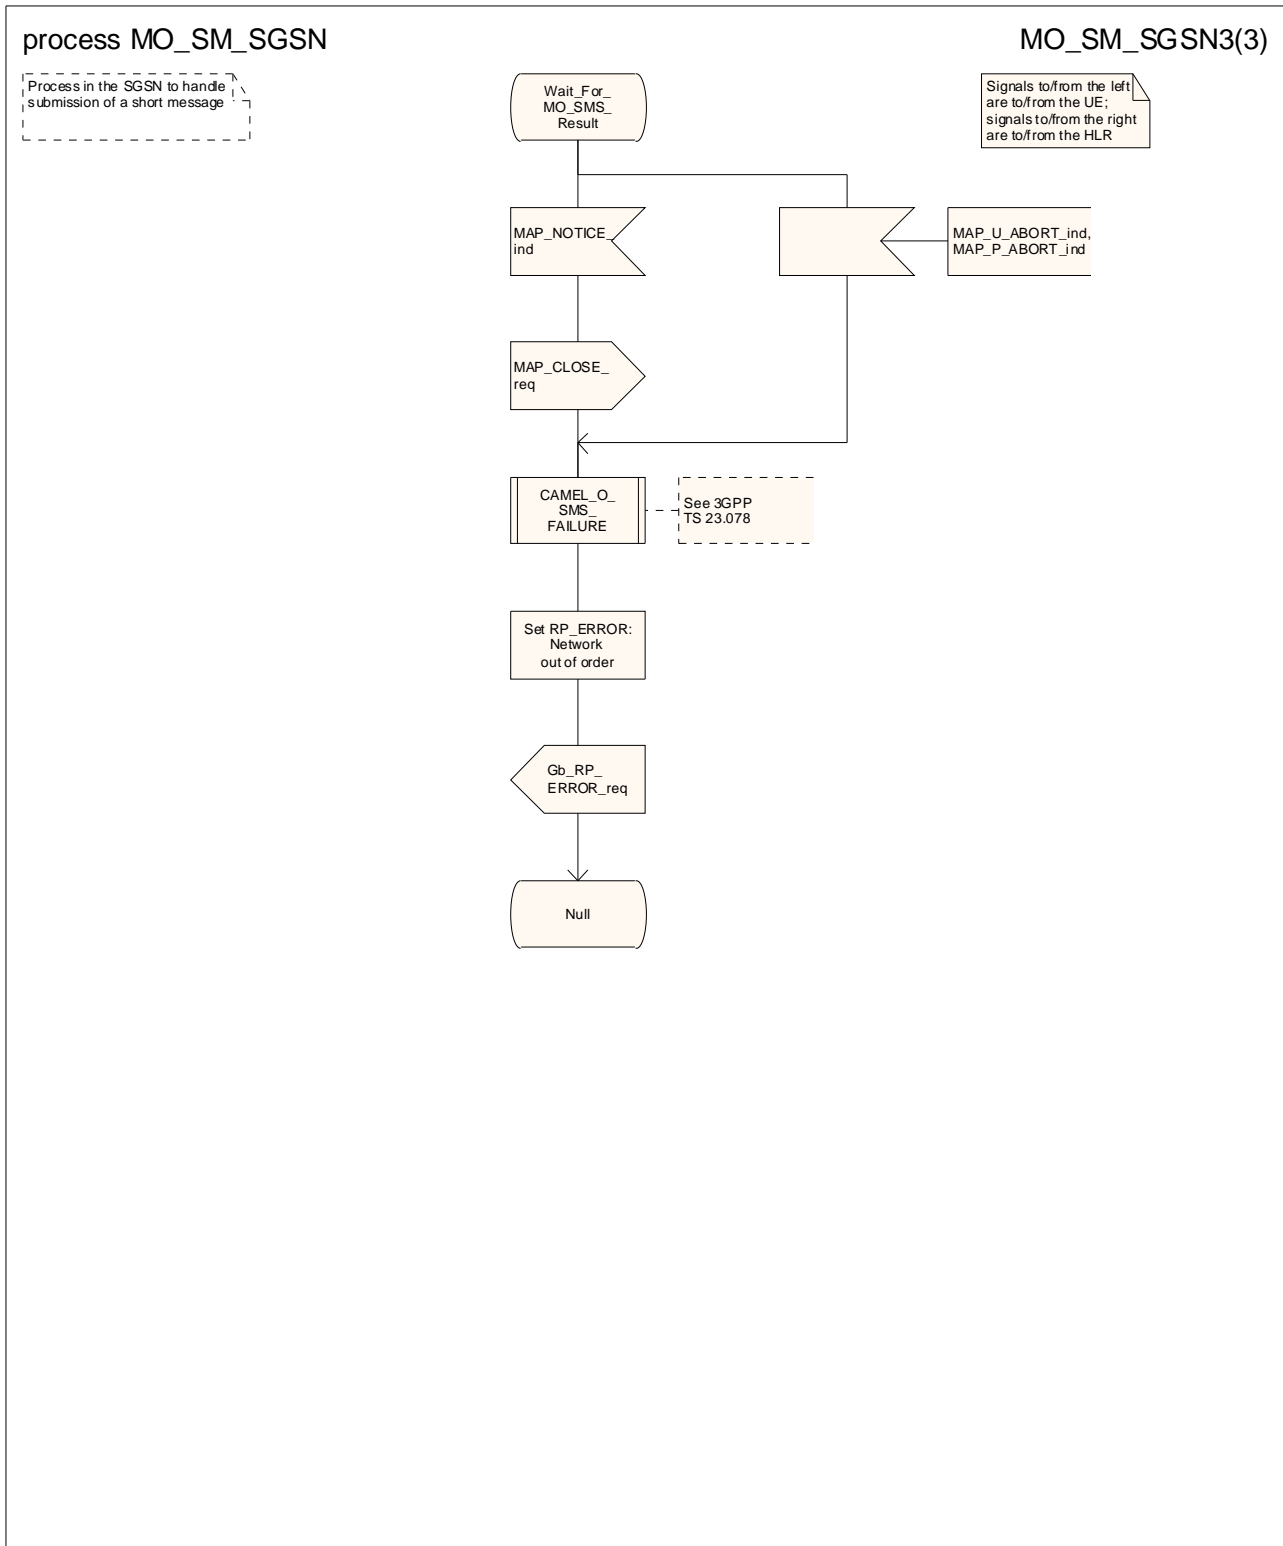 process MO_SM_SGSN
MO_SM_SGSN3(3)
Process in the SGSN to handle
submission of a short message
Wait_For_
MO_SMS_
Result
Signals to/from the left
are to/from the UE;
signals to/from the right
are to/from the HLR
MAP_NOTICE_
ind
MAP_U_ABORT_ind,
MAP_P_ABORT_ind
MAP_CLOSE_
req
CAMEL_O_
SMS_
FAILURE
See 3GPP
TS 23.078
Set RP_ERROR:
Network
out of order
Gb_RP_
ERROR_req
Null